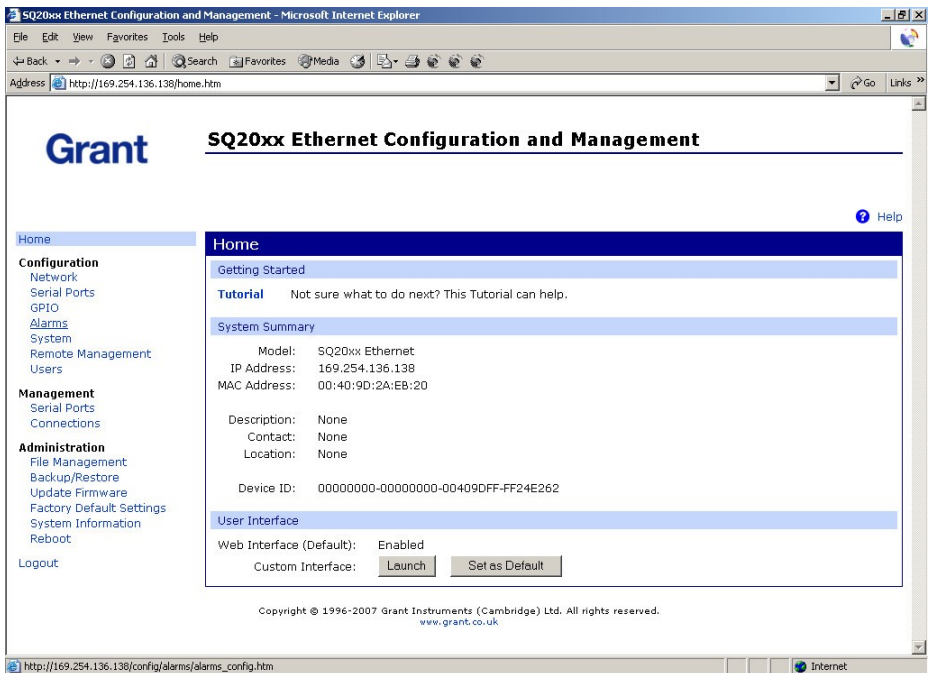 SQ20xx Ethernet Configuration and Management - Microsoft Internet Explorer
File Edit View Favorites Tools Help
Back Search Favorites Media
Address http://169.254.136.138/home.htm Go Links »
Grant
SQ20xx Ethernet Configuration and Management
? Help
Home
Configuration
Network
Serial Ports
GPIO
Alarms
System
Remote Management
Users
Management
Serial Ports
Connections
Administration
File Management
Backup/Restore
Update Firmware
Factory Default Settings
System Information
Reboot
Logout
Home
Getting Started
Tutorial Not sure what to do next? This Tutorial can help.
System Summary
Model: SQ20xx Ethernet
IP Address: 169.254.136.138
MAC Address: 00:40:9D:2A:EB:20
Description: None
Contact: None
Location: None
Device ID: 00000000-00000000-00409DFF-FF24E262
User Interface
Web Interface (Default): Enabled
Custom Interface: Launch Set as Default
Copyright © 1996-2007 Grant Instruments (Cambridge) Ltd. All rights reserved.
www.grant.co.uk
http://169.254.136.138/config/alarms/alarms_config.htm Internet